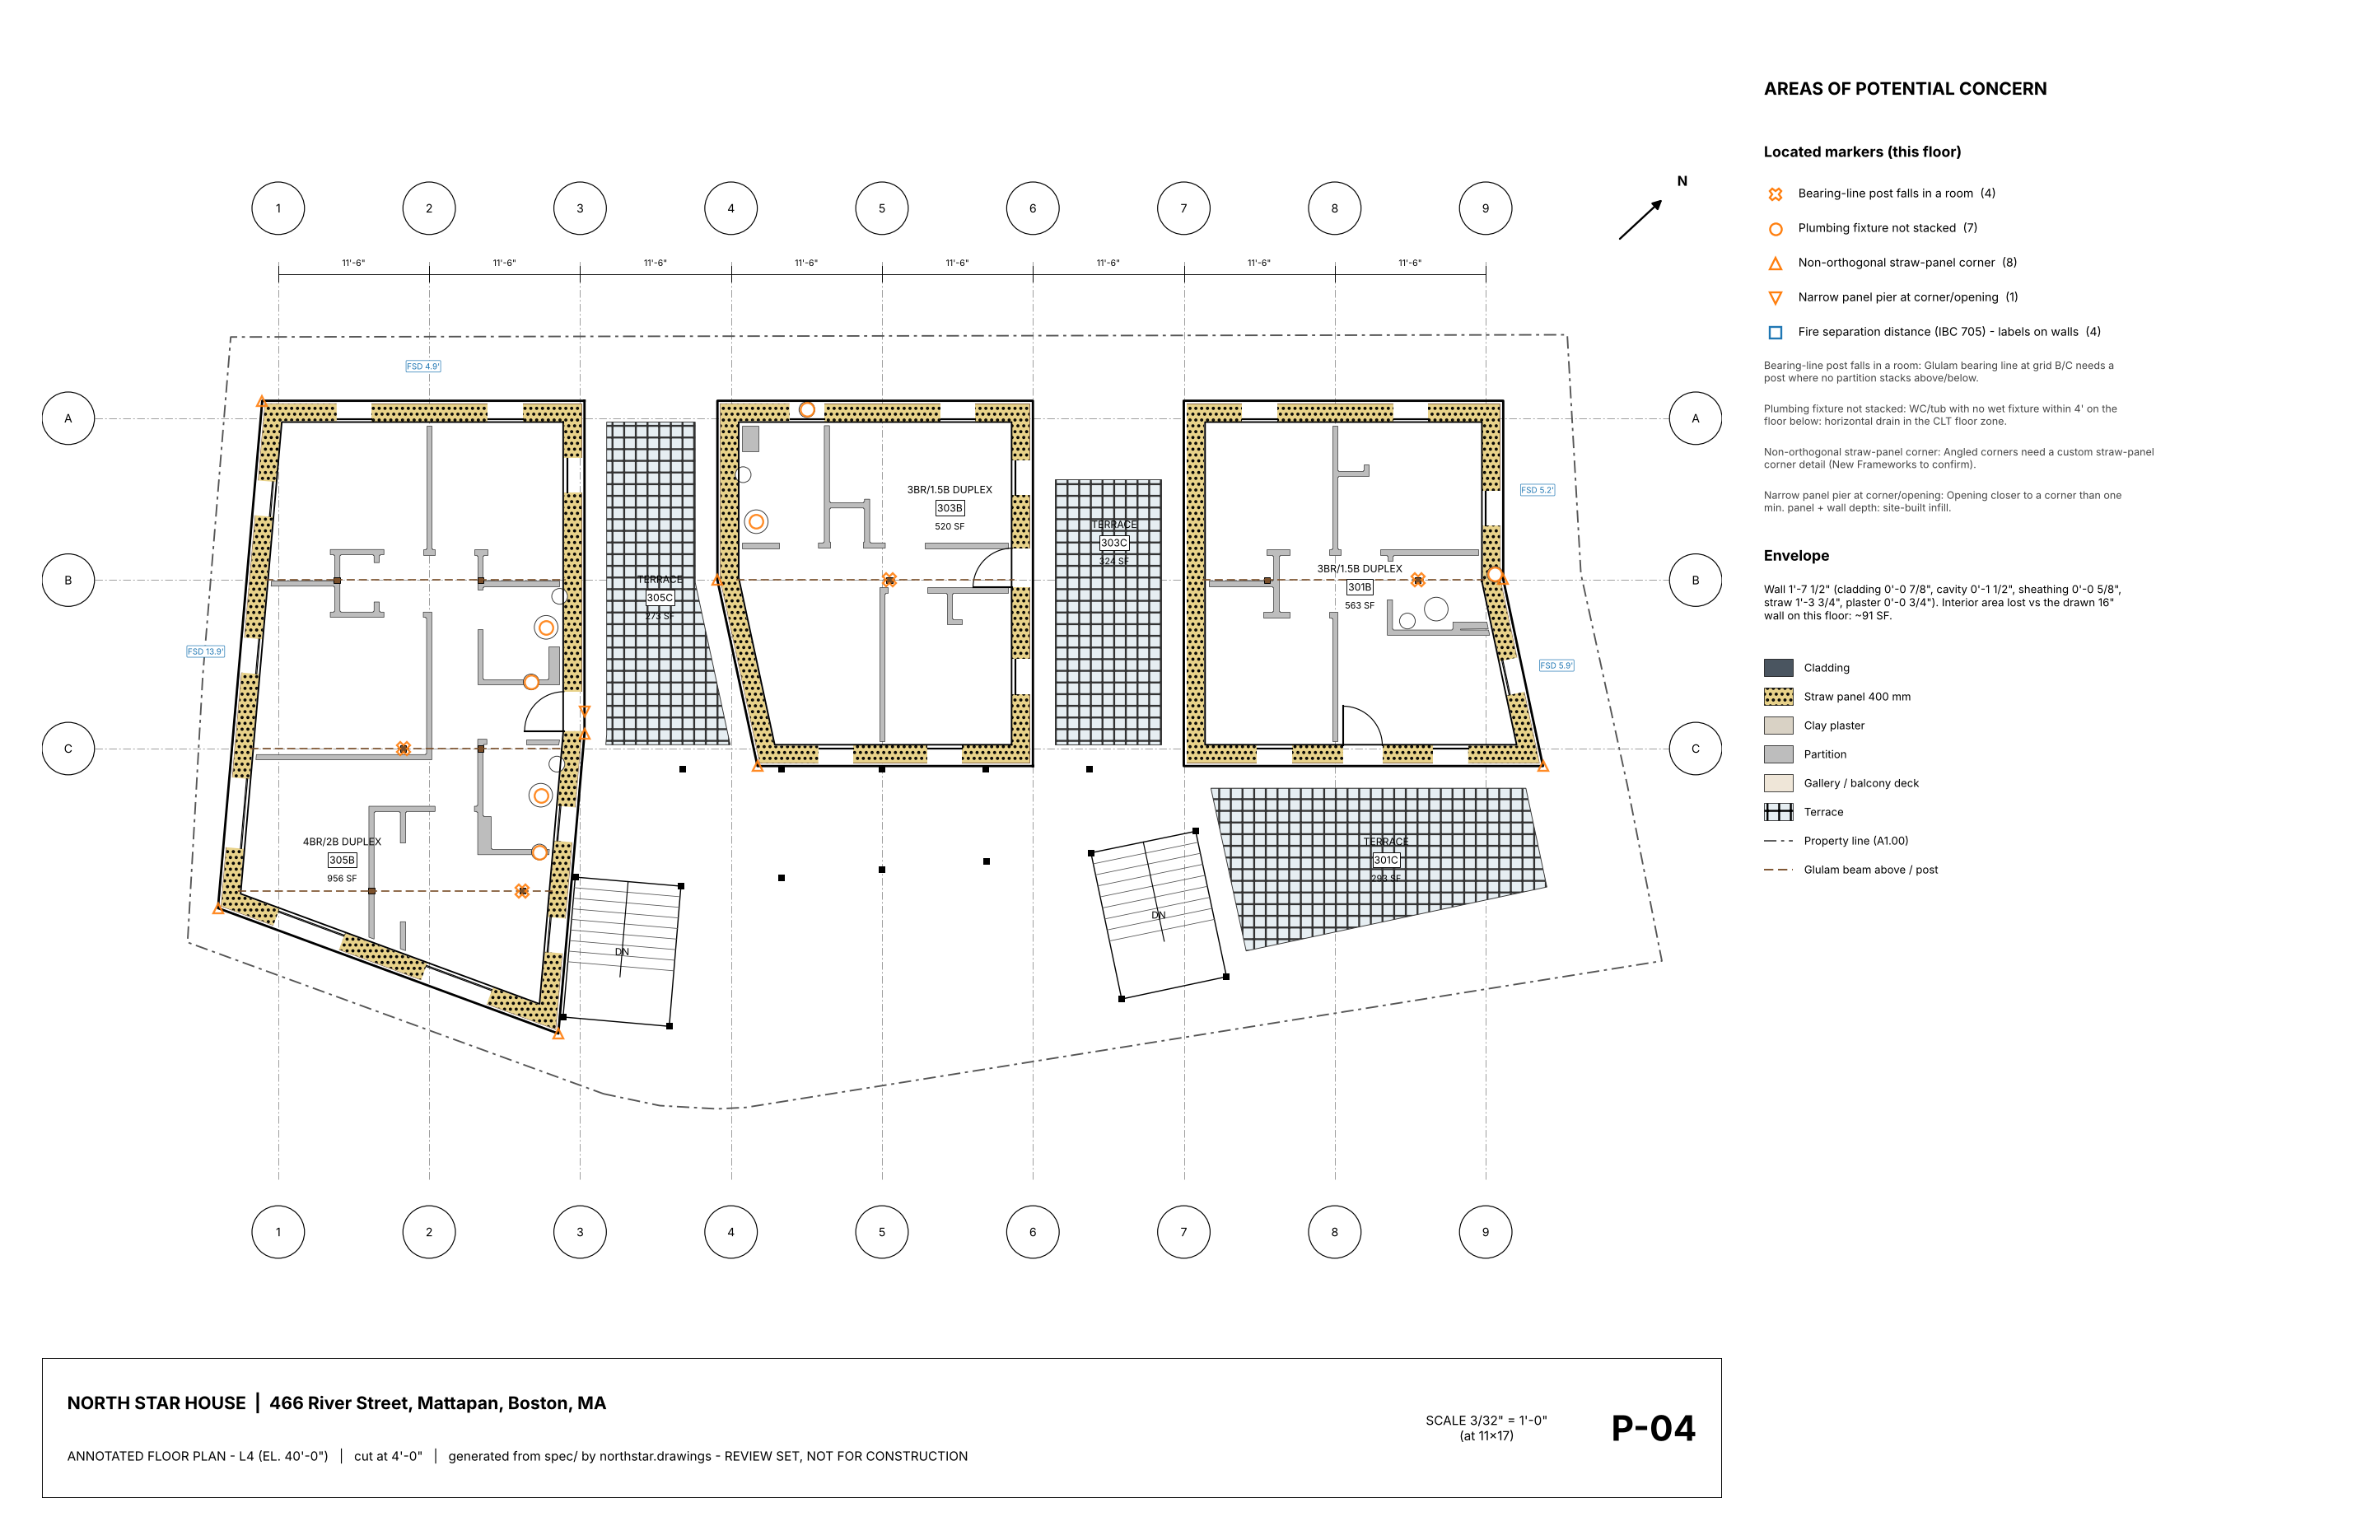 AREAS OF POTENTIAL CONCERN
Located markers (this floor)
Bearing-line post falls in a room (4)
Plumbing fixture not stacked (7)
Non-orthogonal straw-panel corner (8)
Narrow panel pier at corner/opening (1)
Fire separation distance (IBC 705) - labels on walls (4)
Bearing-line post falls in a room: Glulam bearing line at grid B/C needs a
post where no partition stacks above/below.
Plumbing fixture not stacked: WC/tub with no wet fixture within 4' on the
floor below: horizontal drain in the CLT floor zone.
Non-orthogonal straw-panel corner: Angled corners need a custom straw-panel
corner detail (New Frameworks to confirm).
Narrow panel pier at corner/opening: Opening closer to a corner than one
min. panel + wall depth: site-built infill.
Envelope
Wall 1'-7 1/2" (cladding 0'-0 7/8", cavity 0'-1 1/2", sheathing 0'-0 5/8",
straw 1'-3 3/4", plaster 0'-0 3/4"). Interior area lost vs the drawn 16"
wall on this floor: ~91 SF.
Cladding
Straw panel 400 mm
Clay plaster
Partition
Gallery / balcony deck
Terrace
Property line (A1.00)
Glulam beam above / post
N
1 2 3 4 5 6 7 8 9
11'-6" 11'-6" 11'-6" 11'-6" 11'-6" 11'-6" 11'-6" 11'-6"
FSD 4.9'
A A
3BR/1.5B DUPLEX
303B
520 SF
FSD 5.2'
TERRACE
303C
324 SF
B B
TERRACE
305C
273 SF
3BR/1.5B DUPLEX
301B
563 SF
FSD 13.9'
FSD 5.9'
C C
4BR/2B DUPLEX
305B
956 SF
TERRACE
301C
293 SF
DN
DN
1 2 3 4 5 6 7 8 9
NORTH STAR HOUSE | 466 River Street, Mattapan, Boston, MA
ANNOTATED FLOOR PLAN - L4 (EL. 40'-0") | cut at 4'-0" | generated from spec/ by northstar.drawings - REVIEW SET, NOT FOR CONSTRUCTION
SCALE 3/32" = 1'-0"
(at 11×17)
P-04